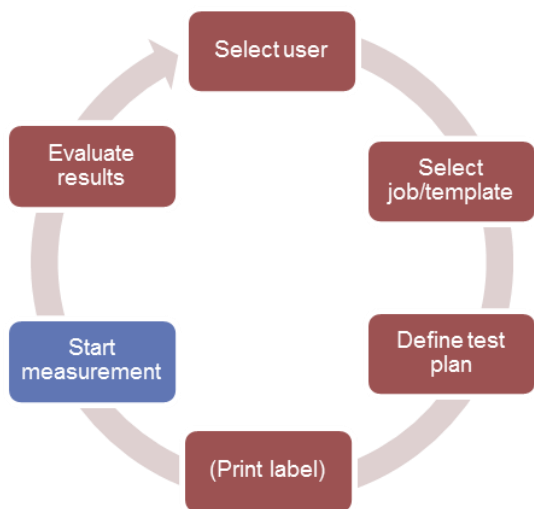 Select user
Select
job/template
Define test
plan
(Print label)
Start
measurement
Evaluate
results